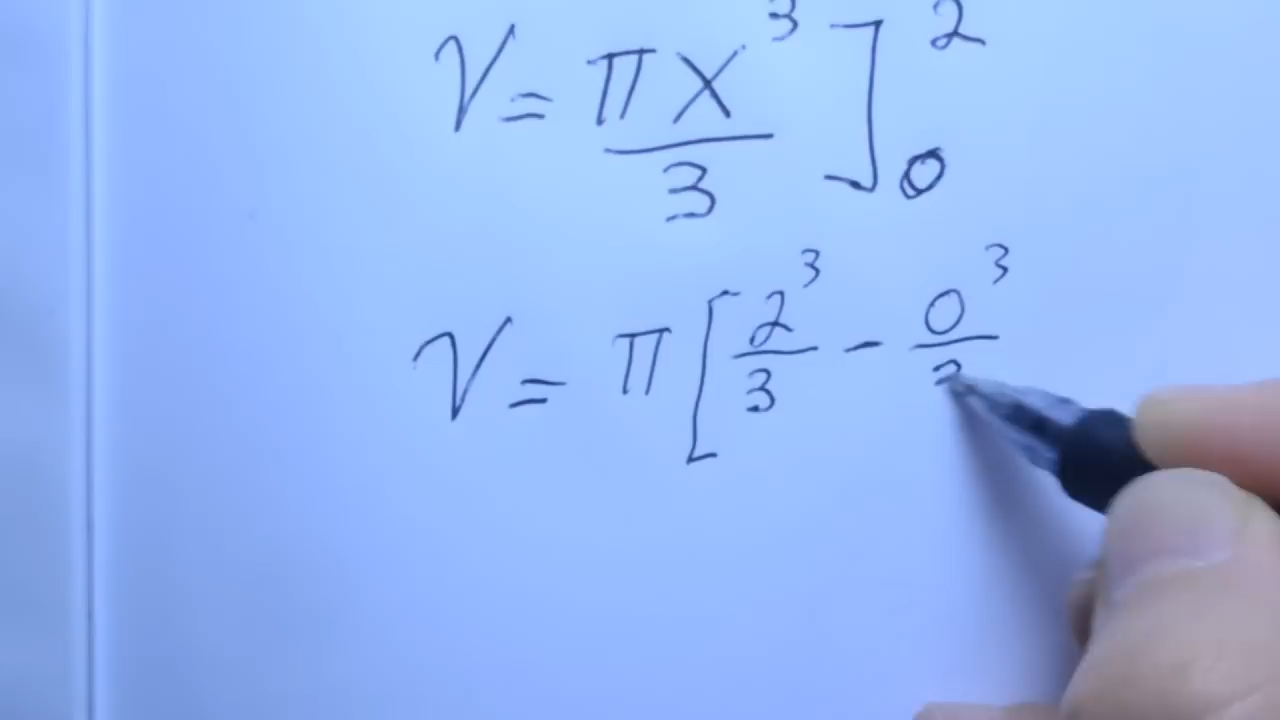 V = πx³/3 ]₀²
V = π[2³/3 - 0³/3